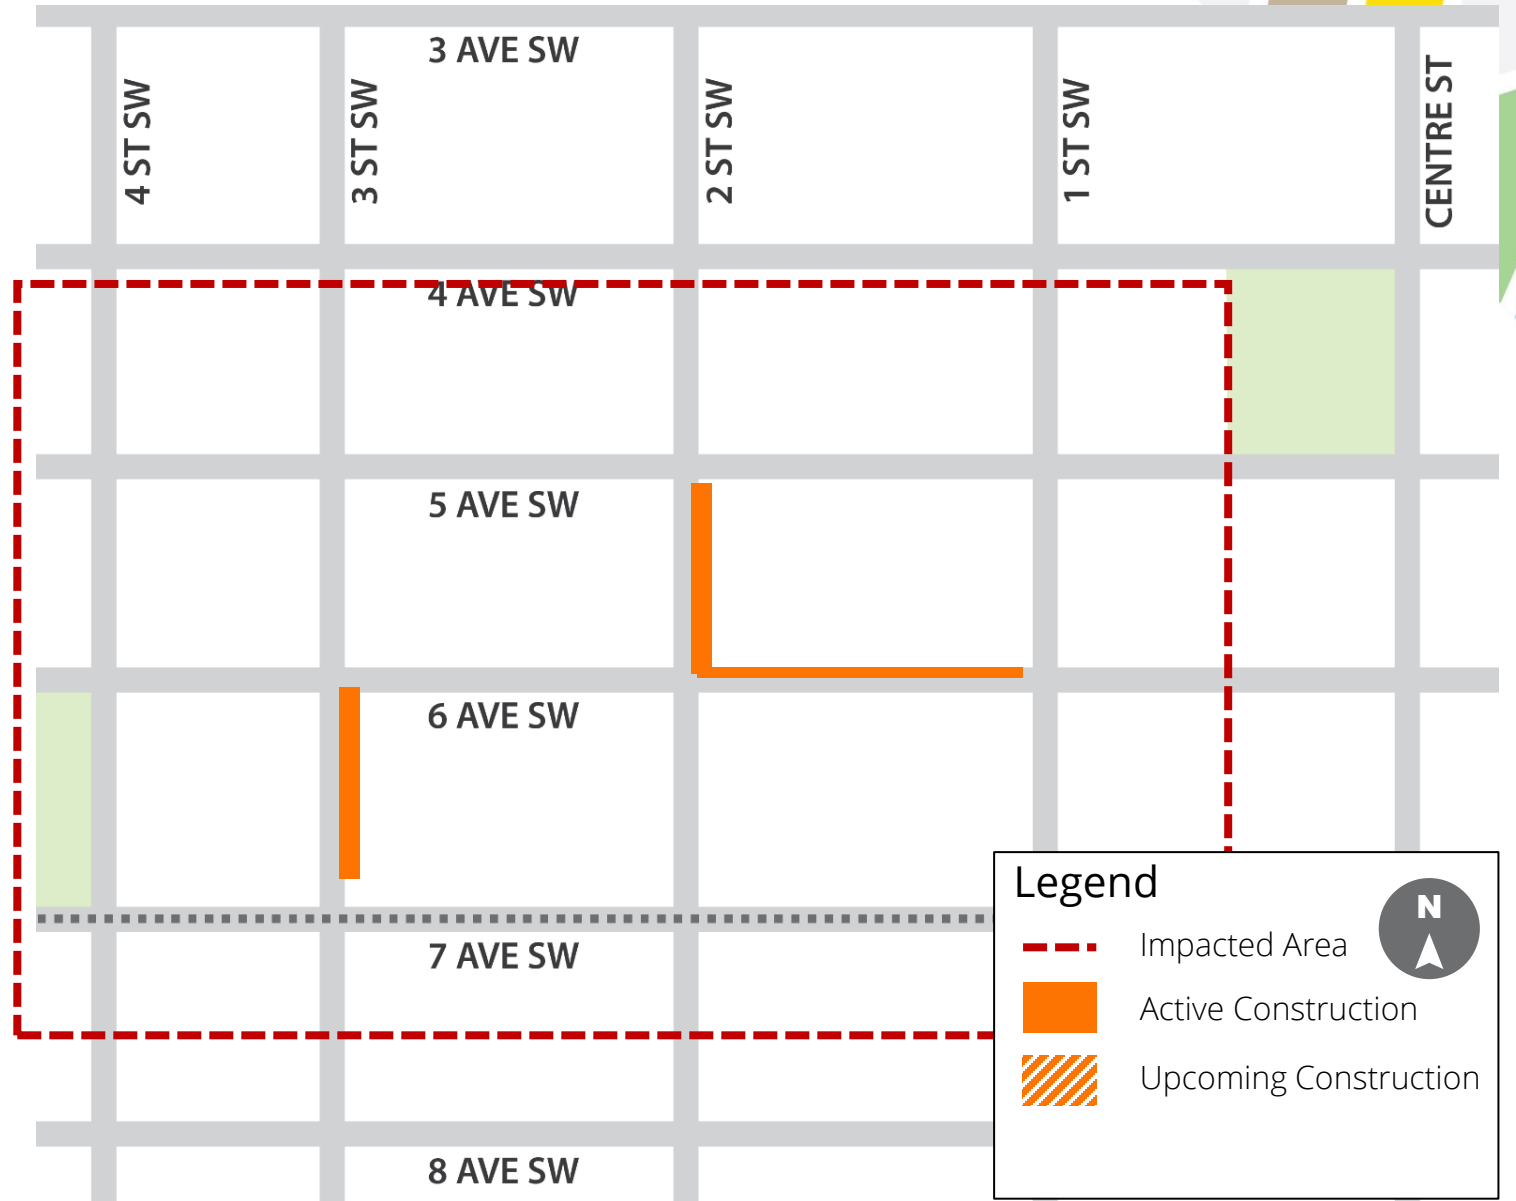 3 AVE SW
4 ST SW
3 ST SW
2 ST SW
1 ST SW
CENTRE ST
4 AVE SW
5 AVE SW
6 AVE SW
7 AVE SW
8 AVE SW
Legend
N
Impacted Area
Active Construction
Upcoming Construction